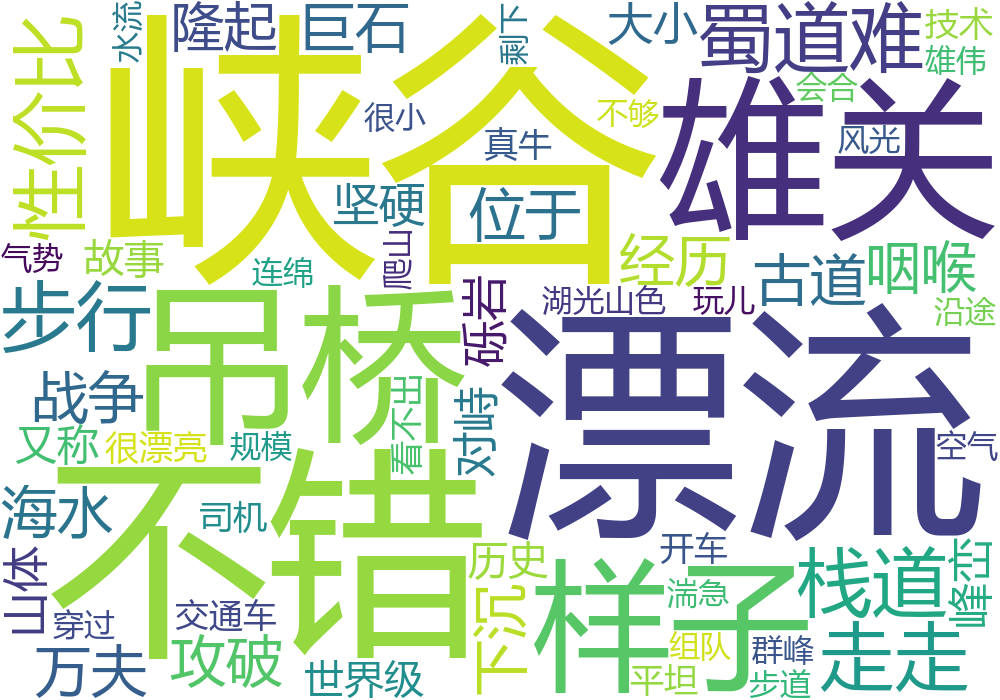 水流
隆起
巨石
剩下
大小
蜀道难
技术
雄伟
性价比
峡谷
很小
真牛
不够
会合
雄关
风光
坚硬
位于
气势
故事
连绵
爬山
经历
古道
咽喉
步行
吊桥
砾岩
湖光山色
玩儿
沿途
漂流
战争
看不出
对峙
又称
很漂亮
规模
空气
不错
海水
司机
山体
历史
开车
样子
栈道
峰峦
穿过
交通车
下沉
湍急
万夫
攻破
世界级
组队
群峰
走走
平坦
步道